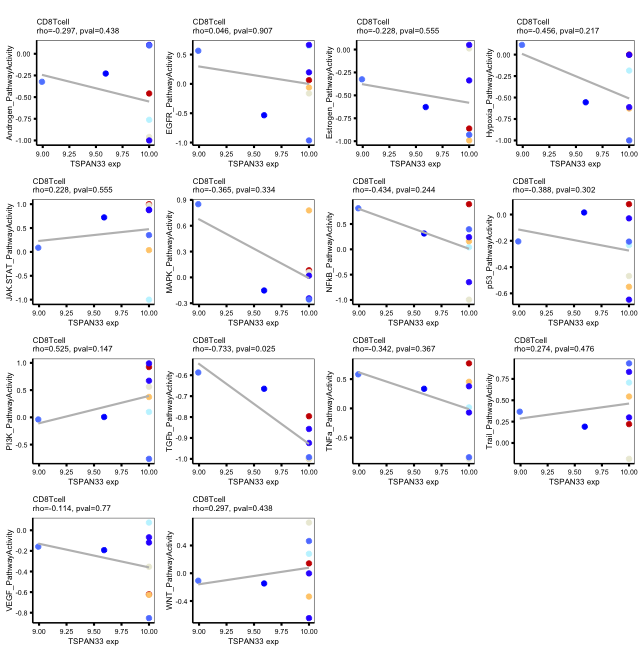 CD8Tcell
rho=-0.297, pval=0.438
Androgen_PathwayActivity
0.00
-0.25
-0.50
-0.75
-1.00
9.00 9.25 9.50 9.75 10.00
TSPAN33 exp
CD8Tcell
rho=0.046, pval=0.907
EGFR_PathwayActivity
0.5
0.0
-0.5
-1.0
9.00 9.25 9.50 9.75 10.00
TSPAN33 exp
CD8Tcell
rho=-0.228, pval=0.555
Estrogen_PathwayActivity
0.00
-0.25
-0.50
-0.75
-1.00
9.00 9.25 9.50 9.75 10.00
TSPAN33 exp
CD8Tcell
rho=-0.456, pval=0.217
Hypoxia_PathwayActivity
0.00
-0.25
-0.50
-0.75
-1.00
9.00 9.25 9.50 9.75 10.00
TSPAN33 exp
CD8Tcell
rho=0.228, pval=0.555
JAK.STAT_PathwayActivity
1.0
0.5
0.0
-0.5
-1.0
9.00 9.25 9.50 9.75 10.00
TSPAN33 exp
CD8Tcell
rho=-0.365, pval=0.334
MAPK_PathwayActivity
0.9
0.6
0.3
0.0
-0.3
9.00 9.25 9.50 9.75 10.00
TSPAN33 exp
CD8Tcell
rho=-0.434, pval=0.244
NFkB_PathwayActivity
0.5
0.0
-0.5
-1.0
9.00 9.25 9.50 9.75 10.00
TSPAN33 exp
CD8Tcell
rho=-0.388, pval=0.302
p53_PathwayActivity
0.0
-0.2
-0.4
-0.6
9.00 9.25 9.50 9.75 10.00
TSPAN33 exp
CD8Tcell
rho=0.525, pval=0.147
PI3K_PathwayActivity
1.0
0.5
0.0
-0.5
9.00 9.25 9.50 9.75 10.00
TSPAN33 exp
CD8Tcell
rho=-0.733, pval=0.025
TGFb_PathwayActivity
-0.6
-0.7
-0.8
-0.9
-1.0
9.00 9.25 9.50 9.75 10.00
TSPAN33 exp
CD8Tcell
rho=-0.342, pval=0.367
TNFa_PathwayActivity
0.5
0.0
-0.5
9.00 9.25 9.50 9.75 10.00
TSPAN33 exp
CD8Tcell
rho=0.274, pval=0.476
Trail_PathwayActivity
0.75
0.50
0.25
0.00
9.00 9.25 9.50 9.75 10.00
TSPAN33 exp
CD8Tcell
rho=-0.114, pval=0.77
VEGF_PathwayActivity
0.0
-0.2
-0.4
-0.6
-0.8
9.00 9.25 9.50 9.75 10.00
TSPAN33 exp
CD8Tcell
rho=0.297, pval=0.438
WNT_PathwayActivity
0.4
0.0
-0.4
9.00 9.25 9.50 9.75 10.00
TSPAN33 exp